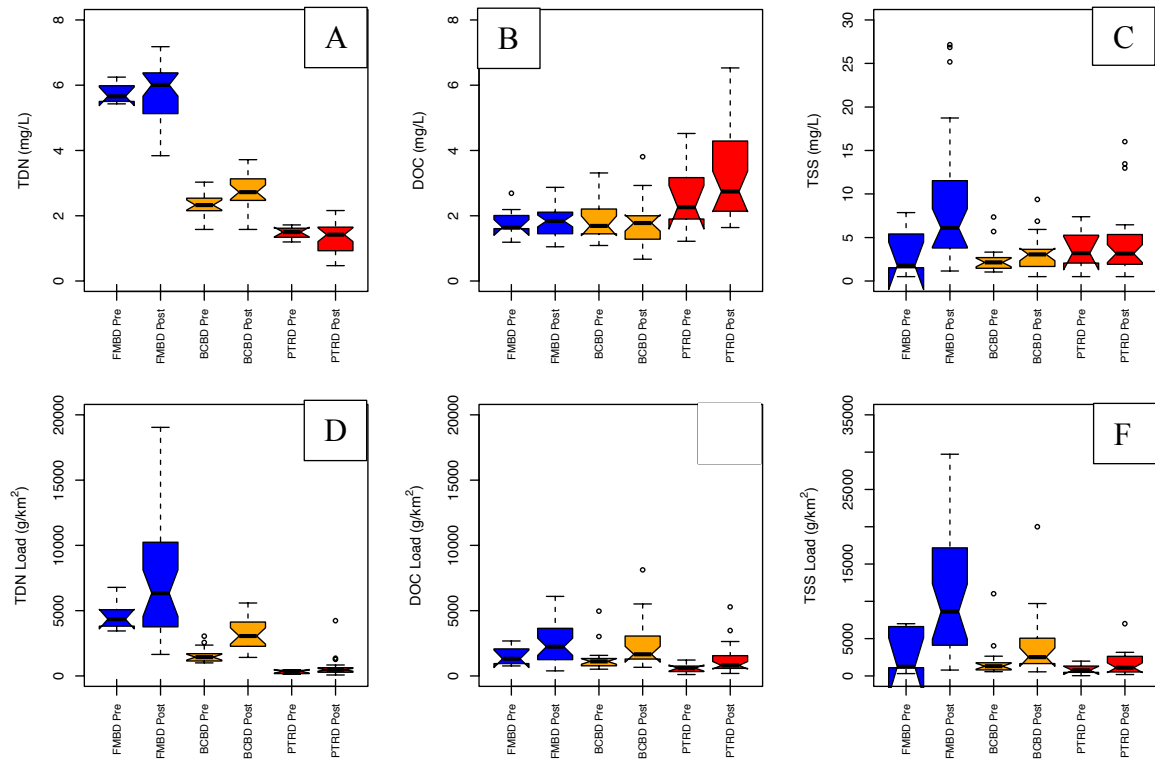 A
TDN (mg/L)
0 2 4 6 8
FMBD Pre
FMBD Post
BCBD Pre
BCBD Post
PTRD Pre
PTRD Post
B
DOC (mg/L)
0 2 4 6 8
FMBD Pre
FMBD Post
BCBD Pre
BCBD Post
PTRD Pre
PTRD Post
C
TSS (mg/L)
0 5 10 15 20 25 30
FMBD Pre
FMBD Post
BCBD Pre
BCBD Post
PTRD Pre
PTRD Post
D
TDN Load (g/km²)
0 5000 10000 15000 20000
FMBD Pre
FMBD Post
BCBD Pre
BCBD Post
PTRD Pre
PTRD Post
DOC Load (g/km²)
0 5000 10000 15000 20000
FMBD Pre
FMBD Post
BCBD Pre
BCBD Post
PTRD Pre
PTRD Post
F
TSS Load (g/km²)
0 5000 15000 25000 35000
FMBD Pre
FMBD Post
BCBD Pre
BCBD Post
PTRD Pre
PTRD Post